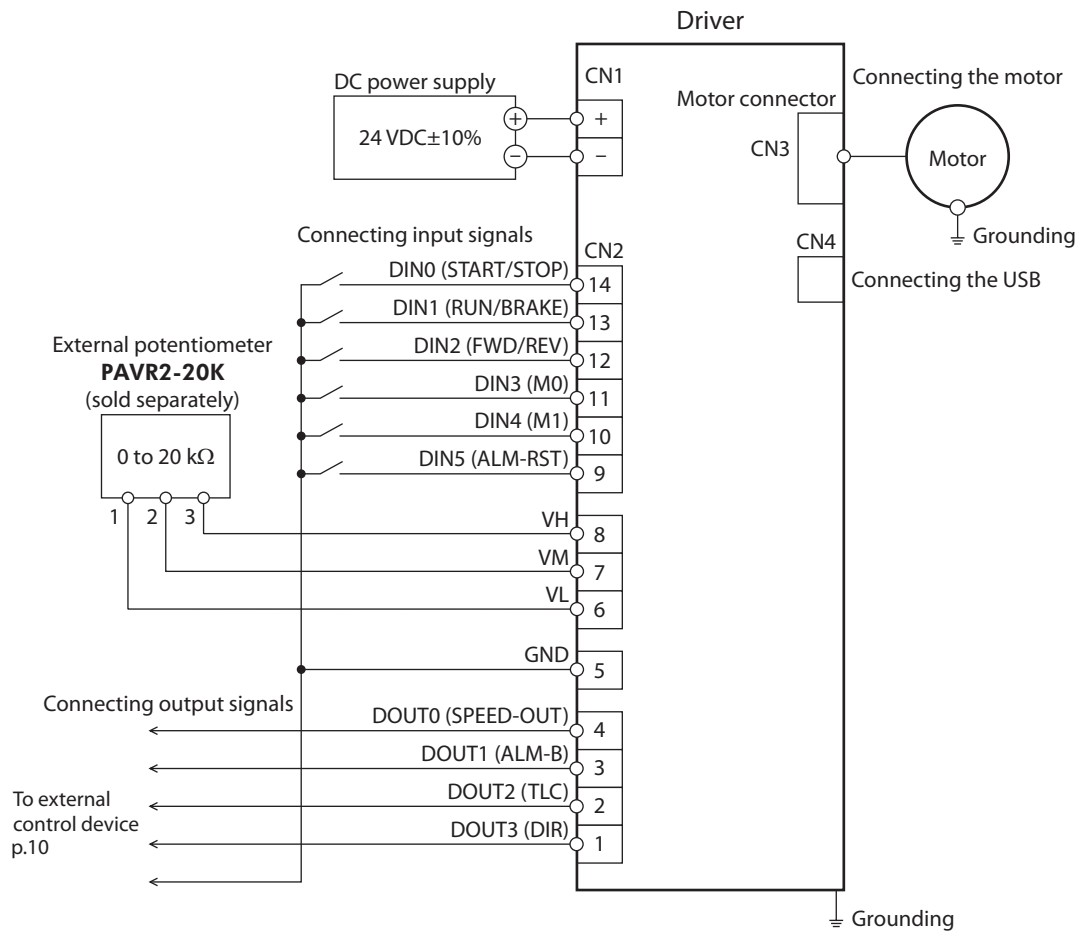 Driver
DC power supply
24 VDC±10%
+
−
CN1
+
−
Motor connector
CN3
Connecting the motor
Motor
Grounding
CN4
Connecting the USB
Connecting input signals
CN2
DIN0 (START/STOP)
14
DIN1 (RUN/BRAKE)
13
DIN2 (FWD/REV)
12
DIN3 (M0)
11
DIN4 (M1)
10
DIN5 (ALM-RST)
9
External potentiometer
PAVR2-20K
(sold separately)
0 to 20 kΩ
1 2 3
VH
8
VM
7
VL
6
GND
5
Connecting output signals
DOUT0 (SPEED-OUT)
4
DOUT1 (ALM-B)
3
DOUT2 (TLC)
2
DOUT3 (DIR)
1
To external
control device
p.10
Grounding